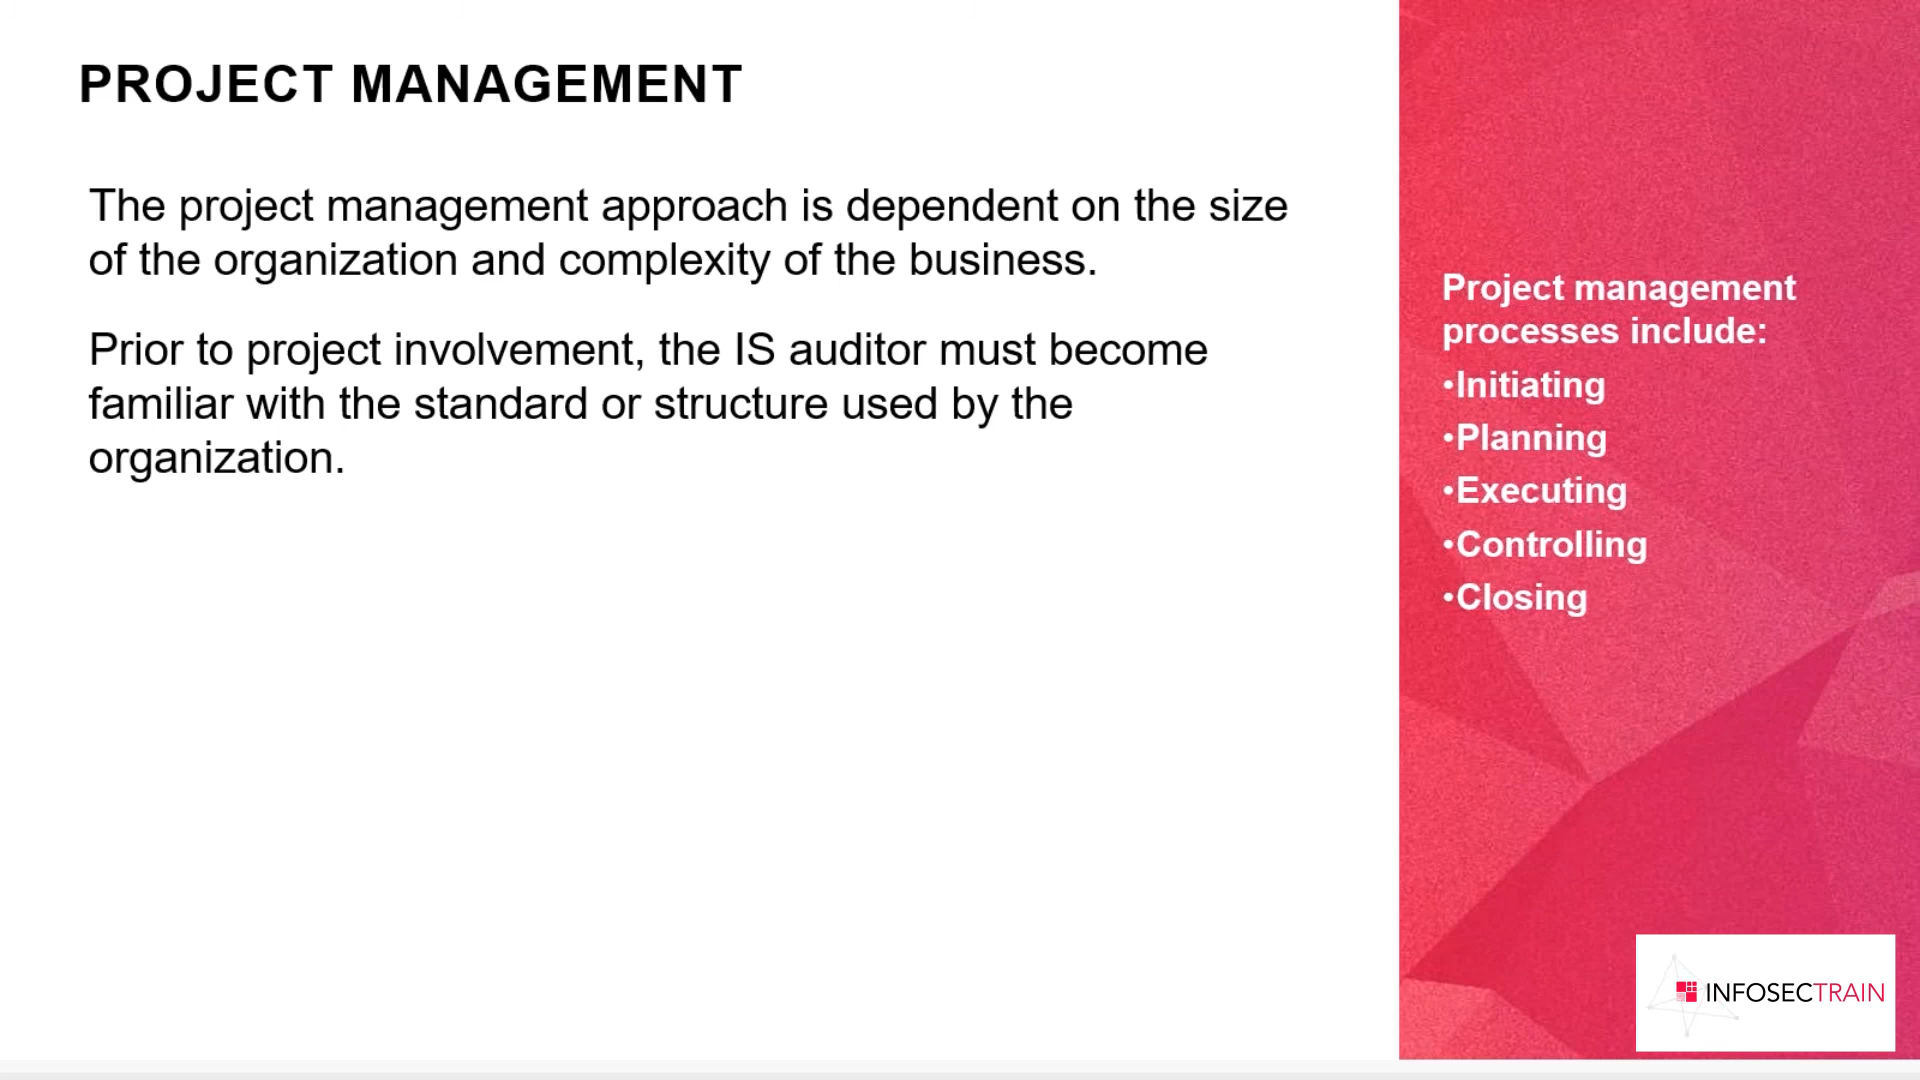 PROJECT MANAGEMENT
The project management approach is dependent on the size
of the organization and complexity of the business.
Prior to project involvement, the IS auditor must become
familiar with the standard or structure used by the
organization.
Project management
processes include:
•Initiating
•Planning
•Executing
•Controlling
•Closing
INFOSECTRAIN